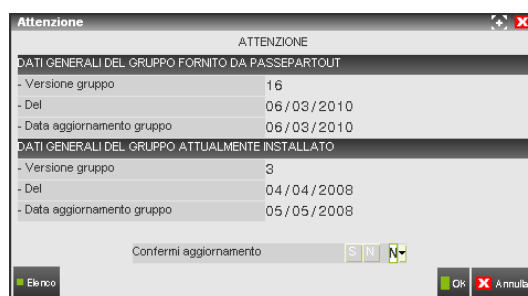 Attenzione
ATTENZIONE
DATI GENERALI DEL GRUPPO FORNITO DA PASSEPARTOUT
- Versione gruppo 16
- Del 06/03/2010
- Data aggiornamento gruppo 06/03/2010
DATI GENERALI DEL GRUPPO ATTUALMENTE INSTALLATO
- Versione gruppo 3
- Del 04/04/2008
- Data aggiornamento gruppo 05/05/2008
Confermi aggiornamento S N N
Elenco Ok Annulla